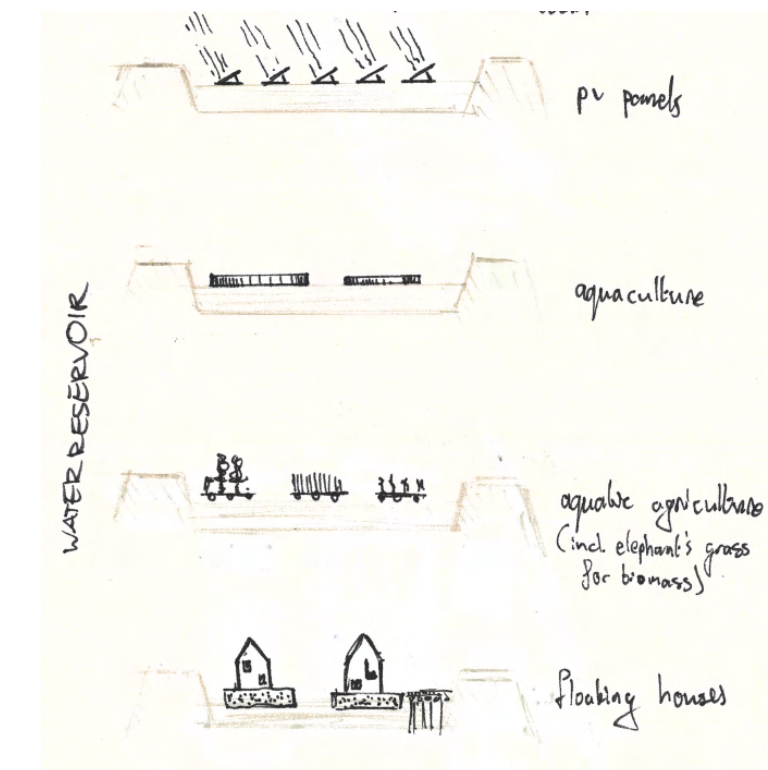 WATER RESERVOIR
pv panels
aquaculture
aquatic agriculture
(incl. elephant's grass
for biomass)
floating houses